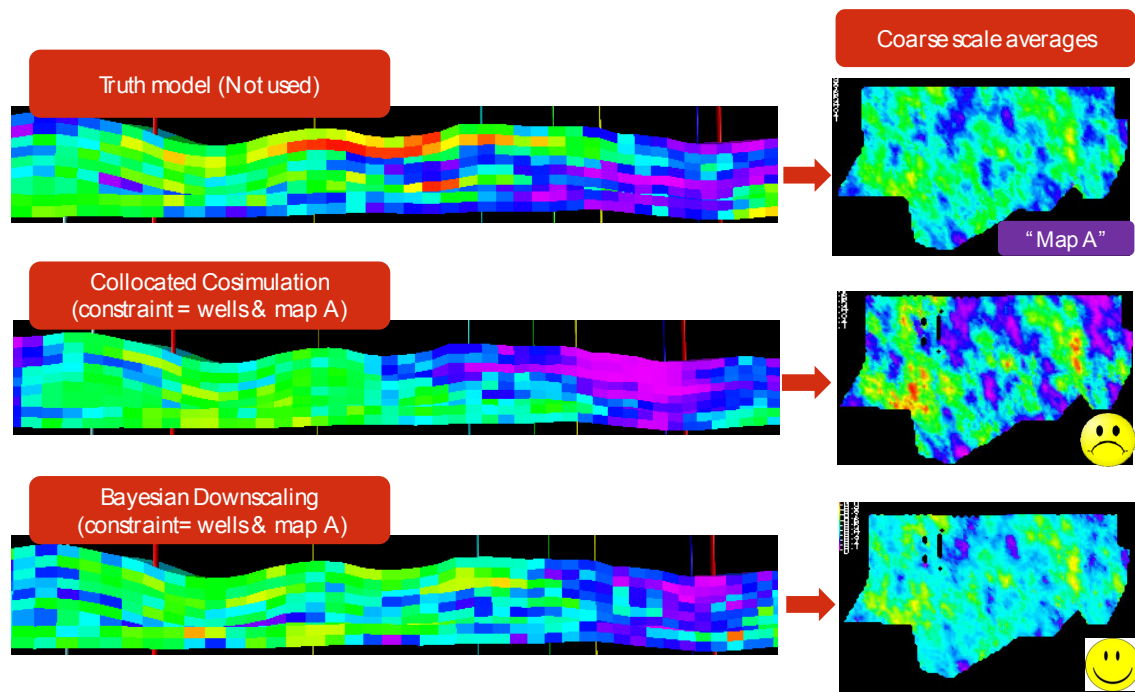 Truth model (Not used)
Coarse scale averages
“Map A”
Collocated Cosimulation
(constraint = wells & map A)
Bayesian Downscaling
(constraint= wells & map A)